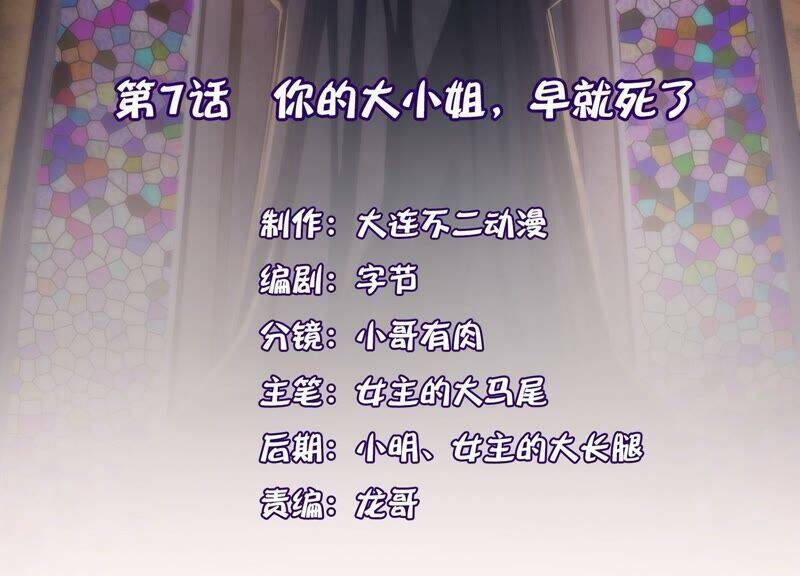 第7话 你的大小姐，早就死了
制作：大连不二动漫
编剧：字节
分镜：小哥有肉
主笔：女主的大马尾
后期：小明、女主的大长腿
责编：龙哥